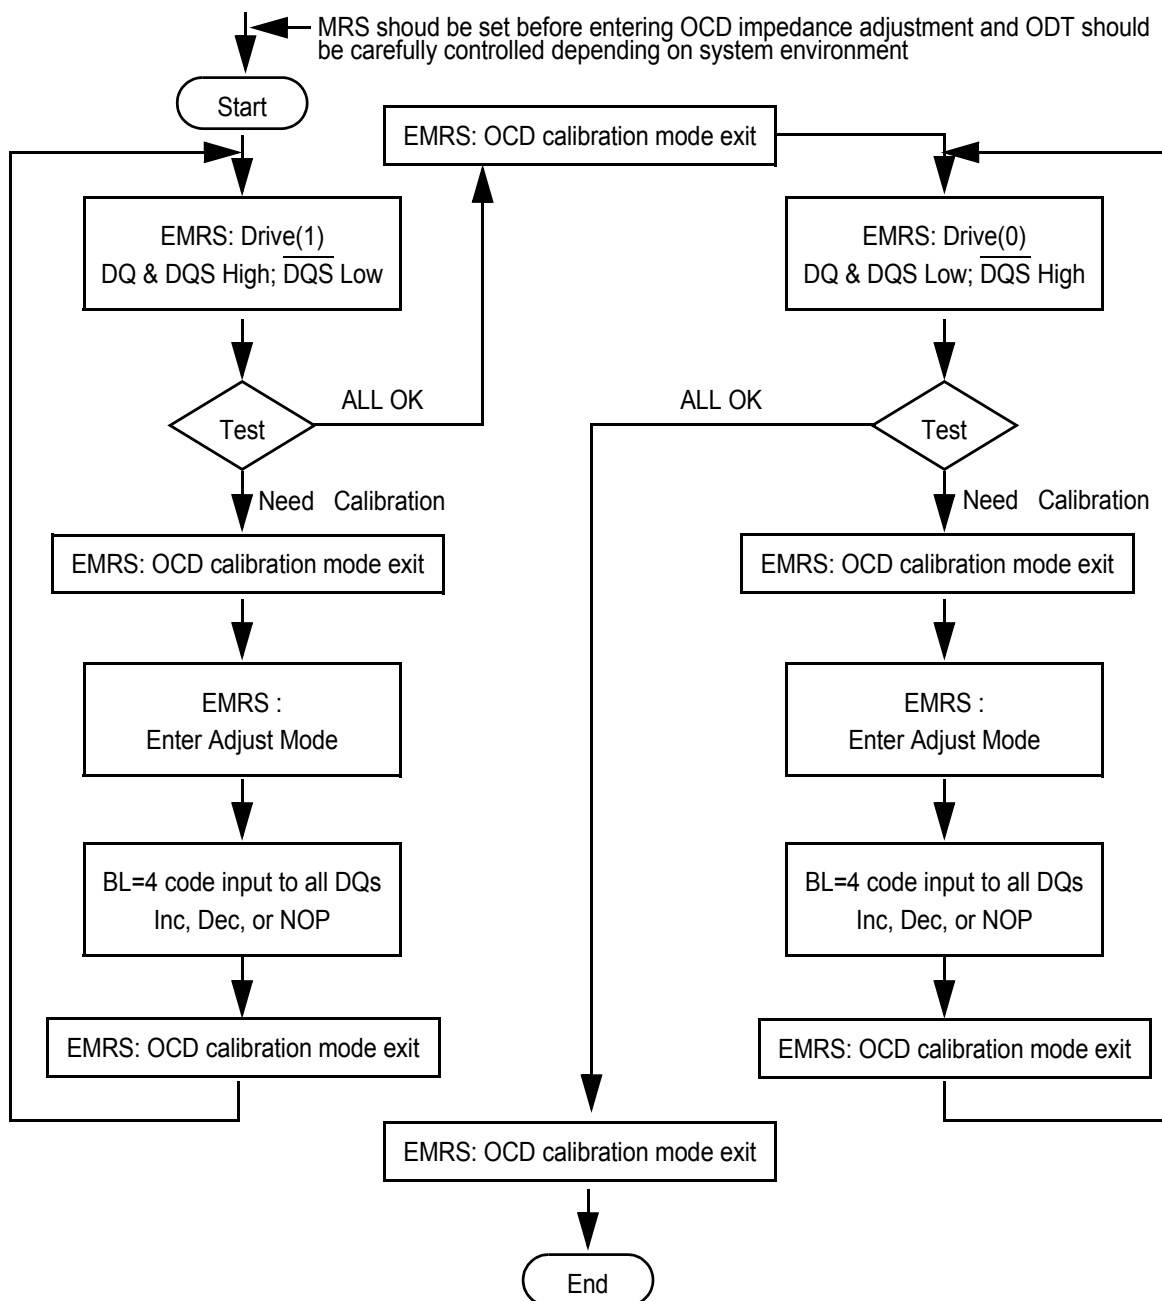 MRS shoud be set before entering OCD impedance adjustment and ODT should
be carefully controlled depending on system environment
Start
EMRS: OCD calibration mode exit
EMRS: Drive(1)
DQ & DQS High; D̅Q̅S̅ Low
EMRS: Drive(0)
DQ & DQS Low; D̅Q̅S̅ High
ALL OK
Test
Need Calibration
ALL OK
Test
Need Calibration
EMRS: OCD calibration mode exit
EMRS: OCD calibration mode exit
EMRS :
Enter Adjust Mode
EMRS :
Enter Adjust Mode
BL=4 code input to all DQs
Inc, Dec, or NOP
BL=4 code input to all DQs
Inc, Dec, or NOP
EMRS: OCD calibration mode exit
EMRS: OCD calibration mode exit
EMRS: OCD calibration mode exit
End